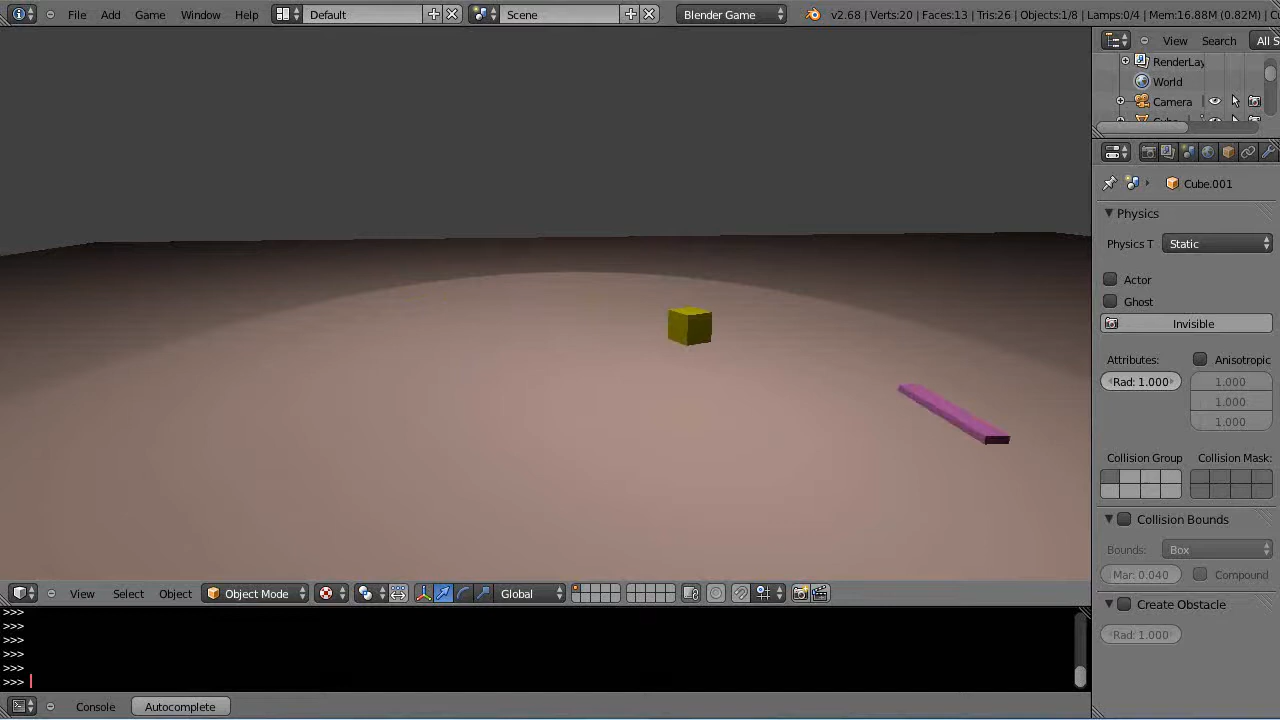 File Add Game Window Help Default Scene Blender Game v2.68 | Verts:20 | Faces:13 | Tris:26 | Objects:1/8 | Lamps:0/4 | Mem:16.88M (0.82M) |
View Search All S
RenderLay
World
Camera
Cube.001
Physics
Physics T Static
Actor
Ghost
Invisible
Attributes: Anisotropic
Rad: 1.000 1.000
1.000
1.000
Collision Group Collision Mask:
Collision Bounds
Bounds: Box
Mar: 0.040 Compound
View Select Object Object Mode Global
Create Obstacle
Rad: 1.000
>>>
>>>
>>>
>>>
>>>
>>>
Console Autocomplete